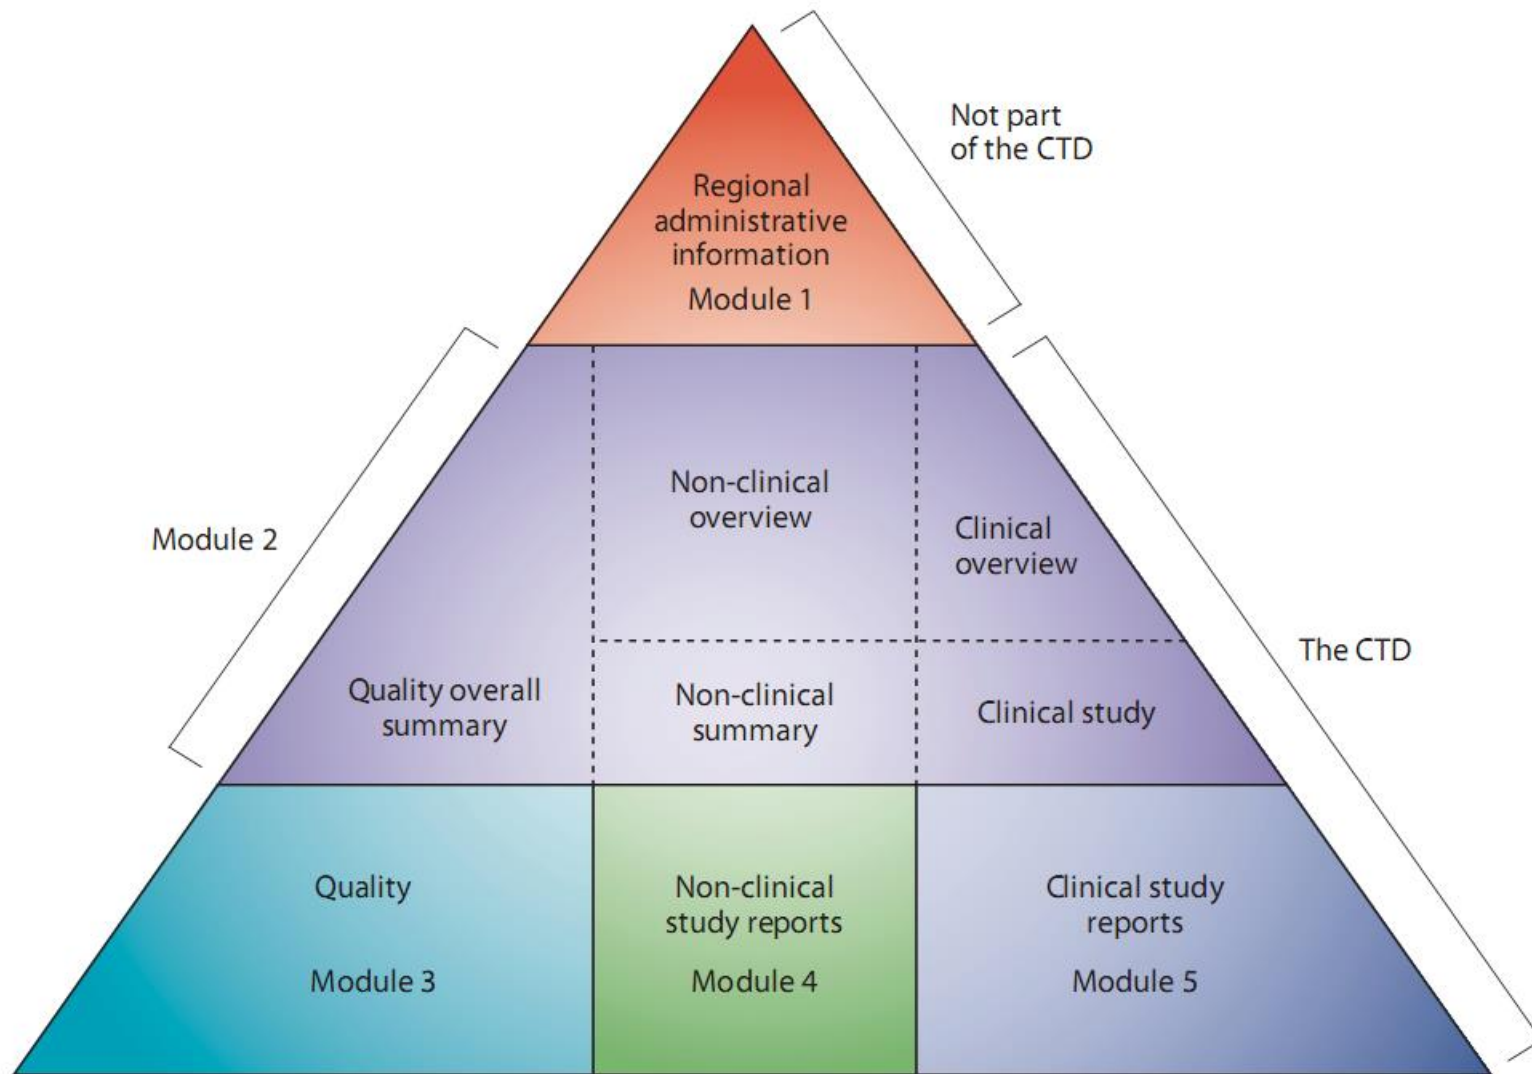 Not part
of the CTD
Regional
administrative
information
Module 1
Module 2
Non-clinical
overview
Clinical
overview
The CTD
Quality overall
summary
Non-clinical
summary
Clinical study
Quality
Module 3
Non-clinical
study reports
Module 4
Clinical study
reports
Module 5